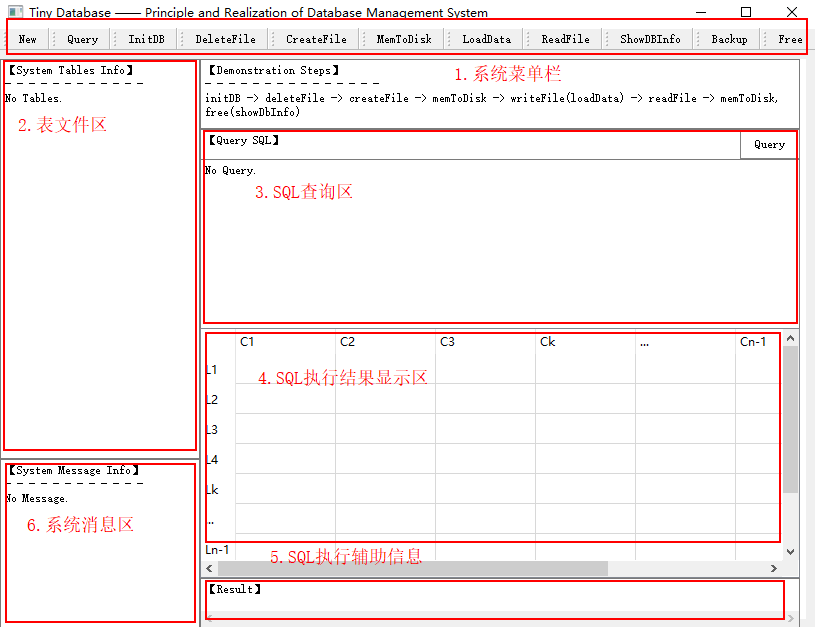 Tiny Database —— Principle and Realization of Database Management System
New Query InitDB DeleteFile CreateFile MemToDisk LoadData ReadFile ShowDBInfo Backup Free
【System Tables Info】
No Tables.
2.表文件区
【Demonstration Steps】
1.系统菜单栏
initDB -> deleteFile -> createFile -> memToDisk -> writeFile(loadData) -> readFile -> memToDisk,
free(showDbInfo)
【Query SQL】
Query
No Query.
3.SQL查询区
C1 C2 C3 Ck ... Cn-1
L1
4.SQL执行结果显示区
L2
L3
L4
Lk
..
Ln-1
5.SQL执行辅助信息
【System Message Info】
No Message.
6.系统消息区
【Result】